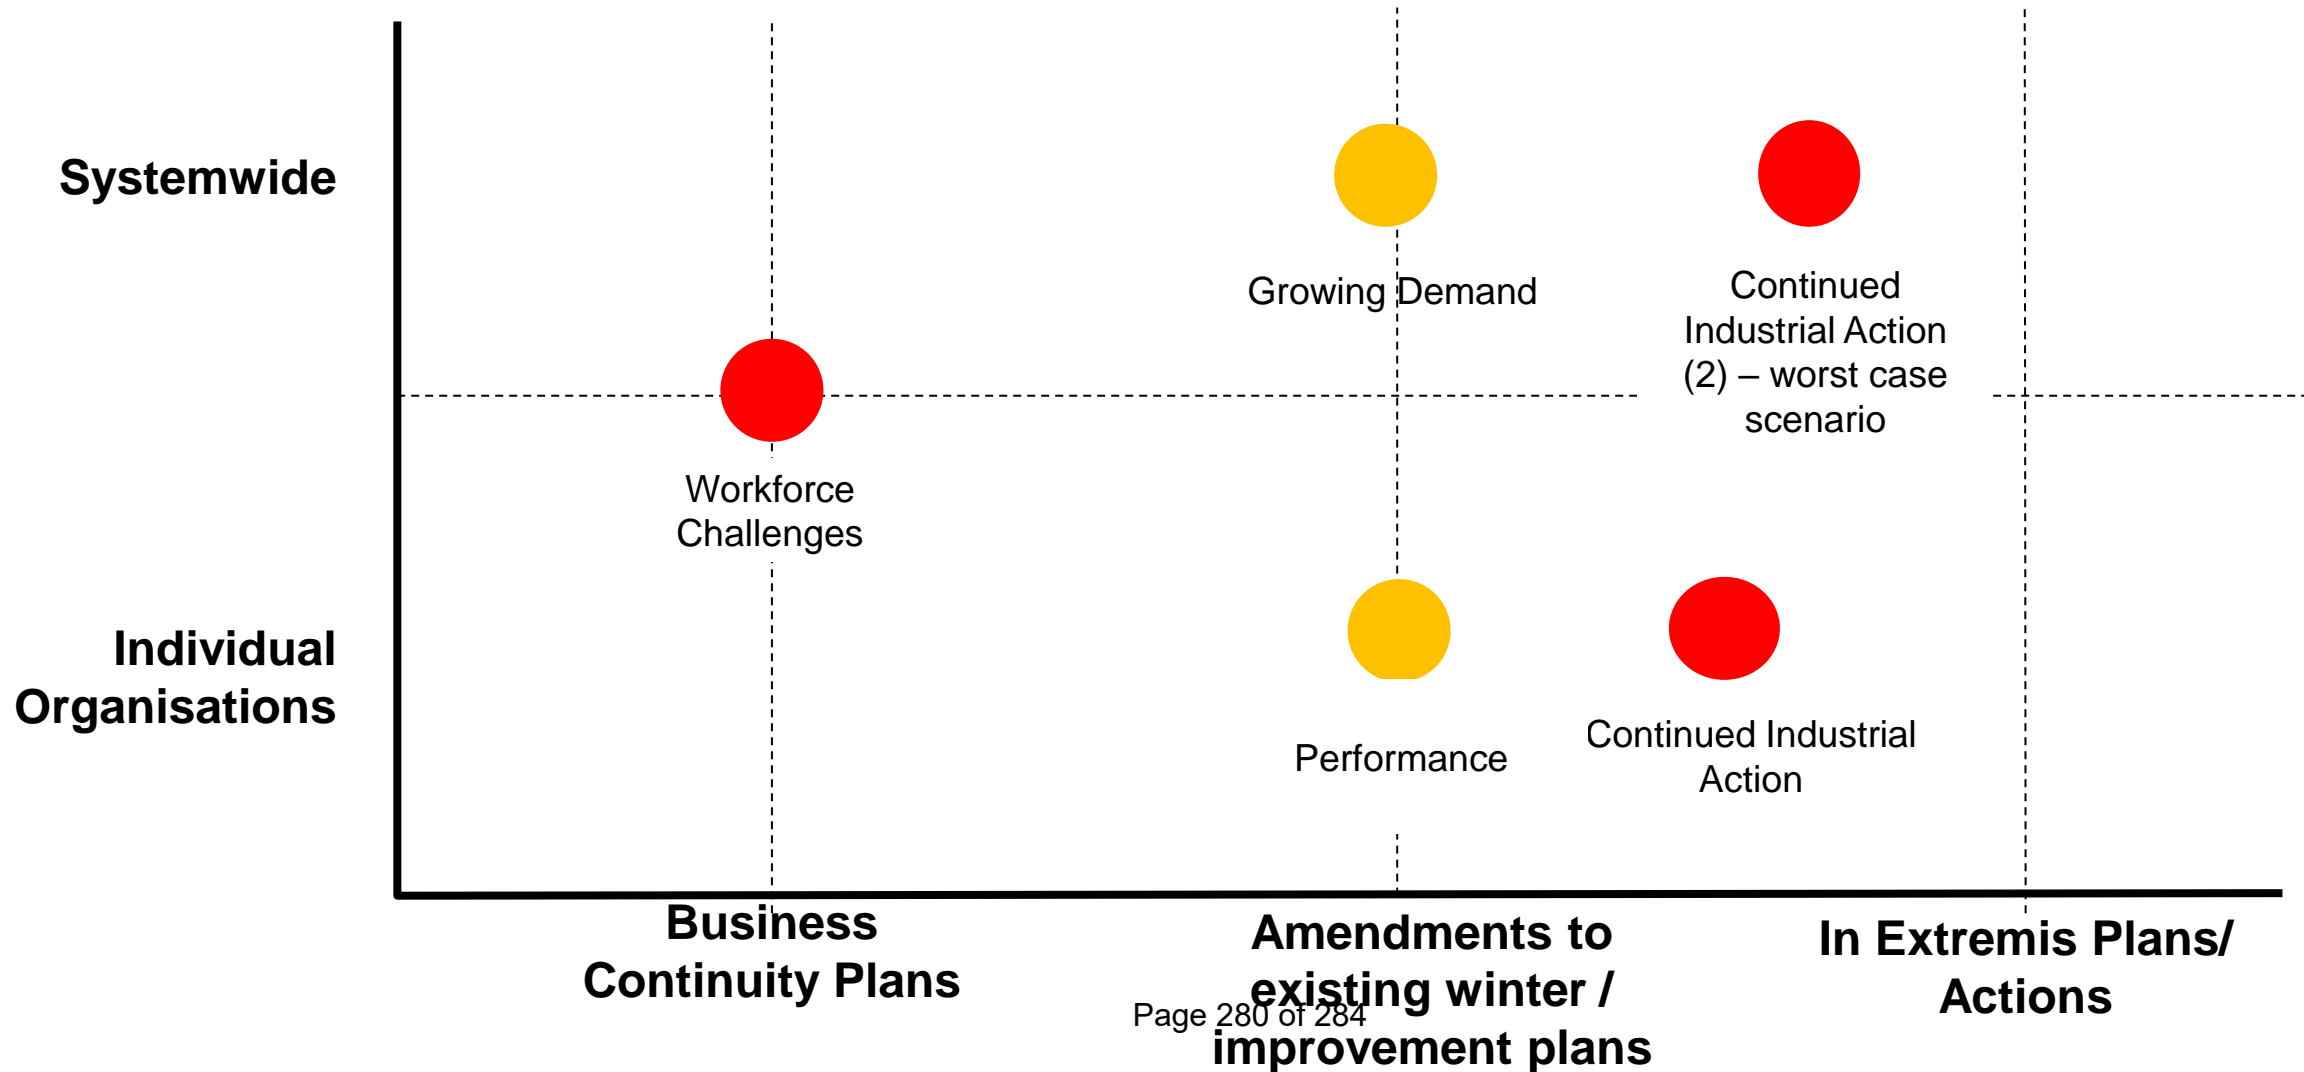 Systemwide
Growing Demand
Continued
Industrial Action
(2) – worst case
scenario
Workforce
Challenges
Individual
Organisations
Performance
Continued Industrial
Action
Business
Continuity Plans
Amendments to
existing winter /
improvement plans
In Extremis Plans/
Actions
Page 280 of 284